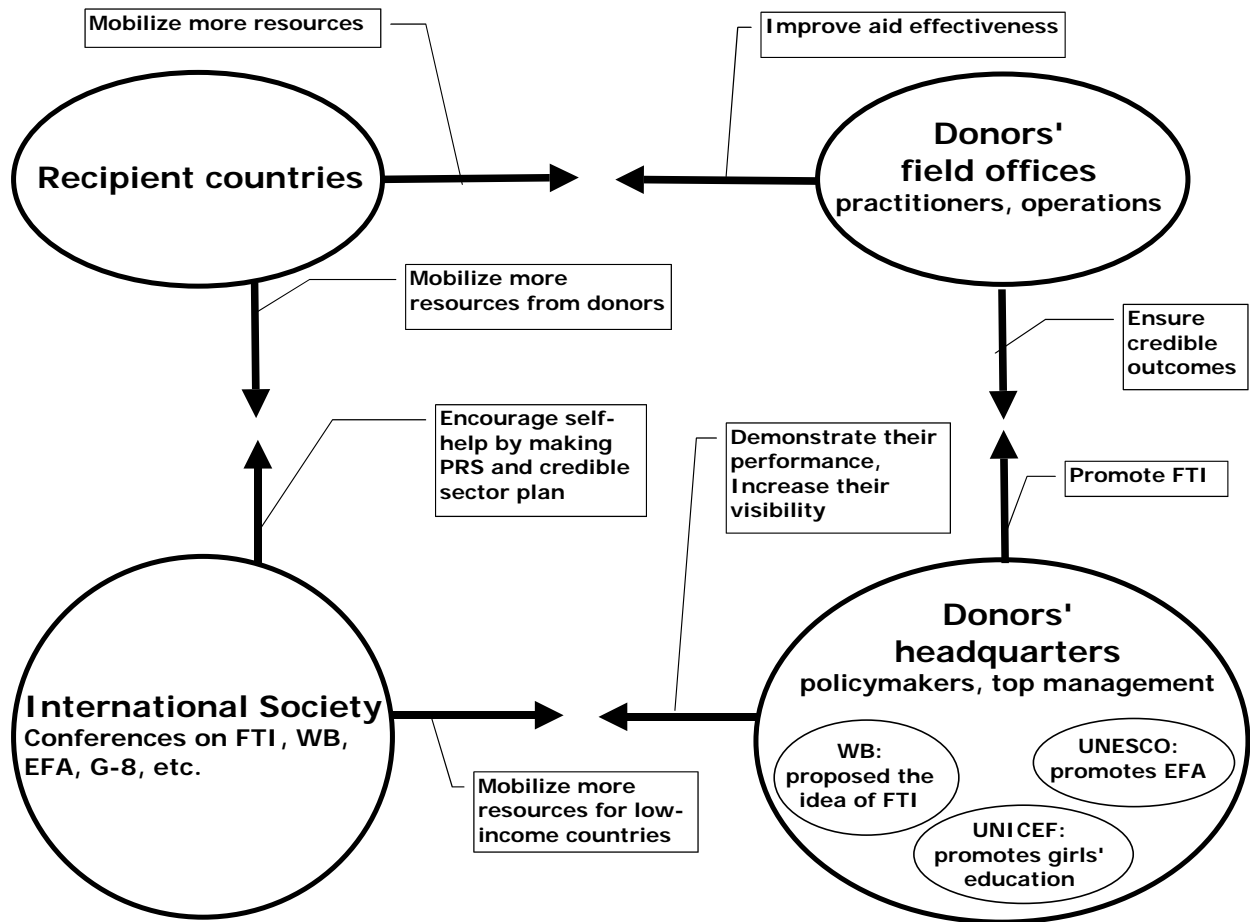 Mobilize more resources
Improve aid effectiveness
Recipient countries
Donors'
field offices
practitioners, operations
Mobilize more
resources from donors
Ensure
credible
outcomes
Encourage self-
help by making
PRS and credible
sector plan
Demonstrate their
performance,
Increase their
visibility
Promote FTI
International Society
Conferences on FTI, WB,
EFA, G-8, etc.
Donors'
headquarters
policymakers, top management
WB:
proposed the
idea of FTI
UNESCO:
promotes EFA
UNICEF:
promotes girls'
education
Mobilize more
resources for low-
income countries